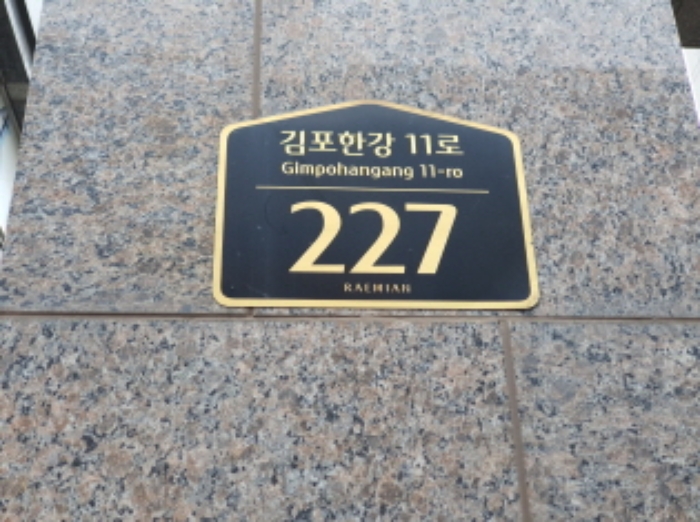 김포한강 11로
Gimpohangang 11-ro
227
RAEMIAN